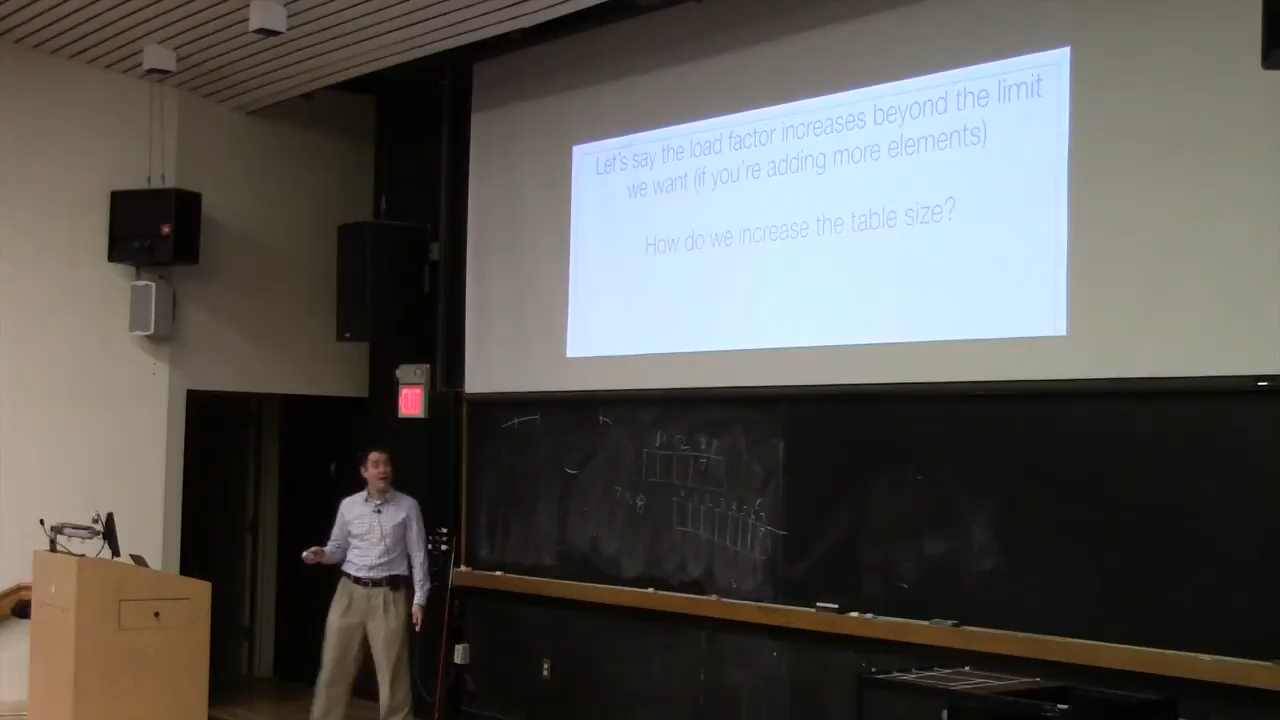 Let's say the load factor increases beyond the limit
we want (if you're adding more elements)
How do we increase the table size?
EXIT
7